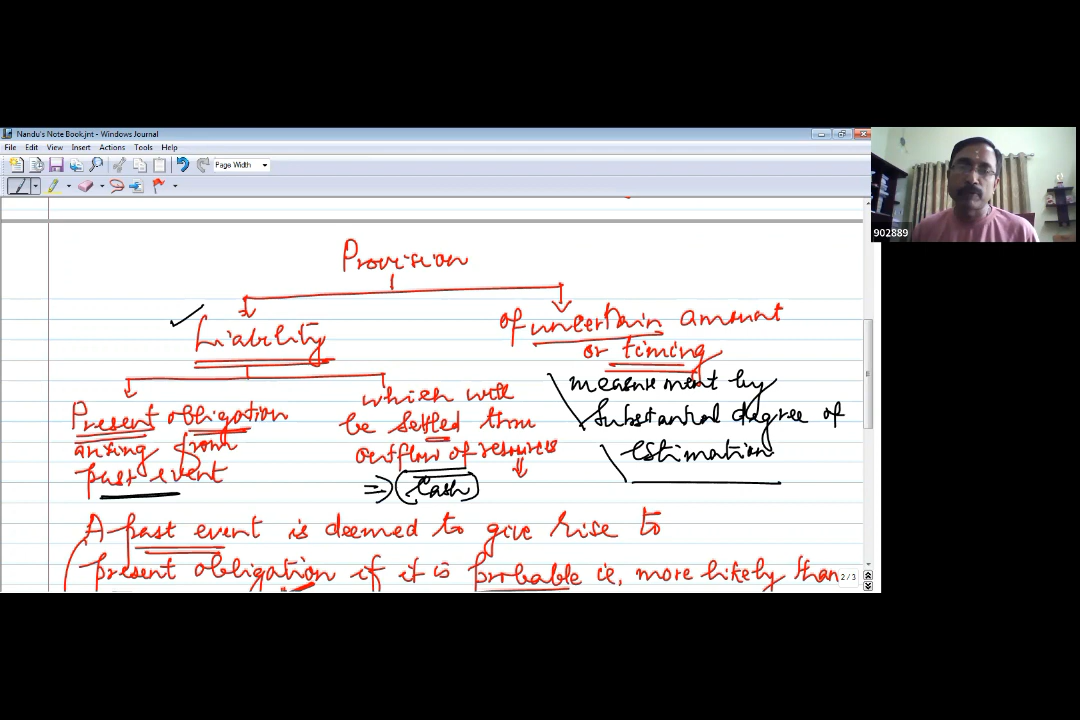 Nandu's Note Book.jnt - Windows Journal
File Edit View Insert Actions Tools Help
Page Width
902889
Provision
Liability
of uncertain amount
or timing
Present obligation
arising from
past event
which will
be settled thro
outflow of resources
⇒ Cash
measurement by
substantial degree of
estimation
A past event is deemed to give rise to
present obligation if it is probable ie, more likely than
2 / 3